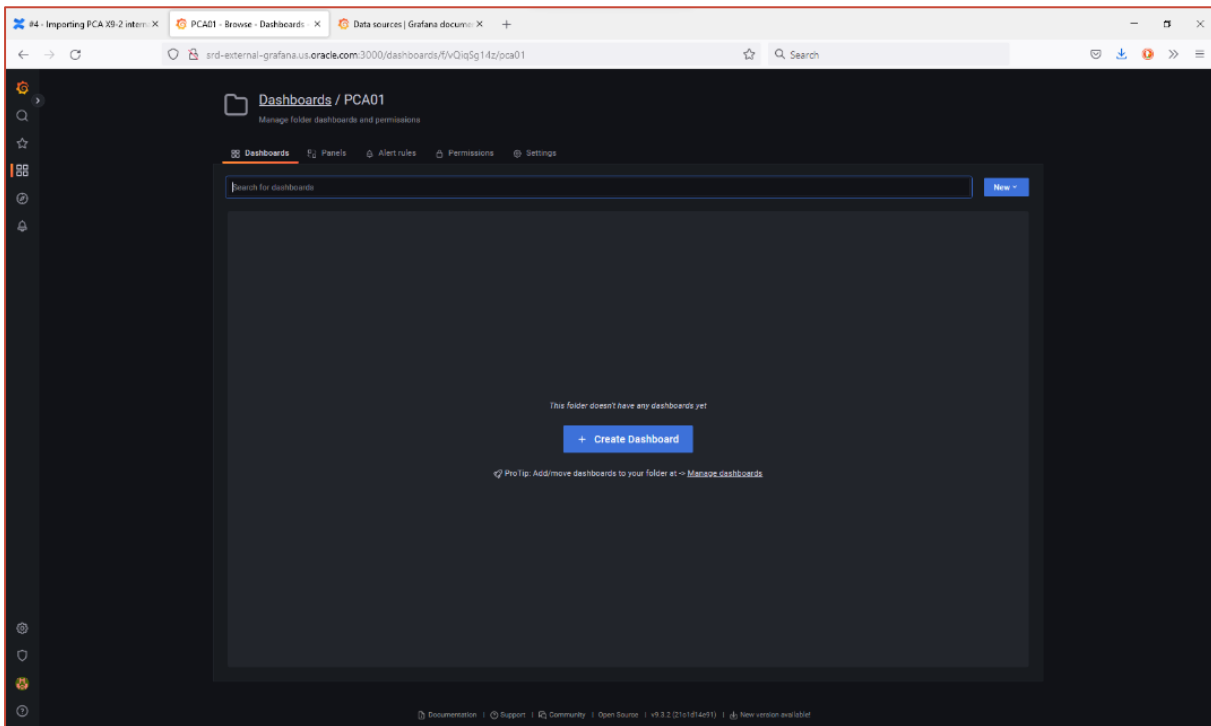 #4 - Importing PCA X9-2 intern
PCA01 - Browse - Dashboards -
Data sources | Grafana documen
srd-external-grafana.us.oracle.com:3000/dashboards/f/vQiqSg14z/pca01
Search
Dashboards / PCA01
Manage folder dashboards and permissions
Dashboards
Panels
Alert rules
Permissions
Settings
Search for dashboards
New
This folder doesn't have any dashboards yet
+ Create Dashboard
ProTip: Add/move dashboards to your folder at -> Manage dashboards
Documentation | Support | Community | Open Source | v9.3.2 (21c1d14e91) | New version available!